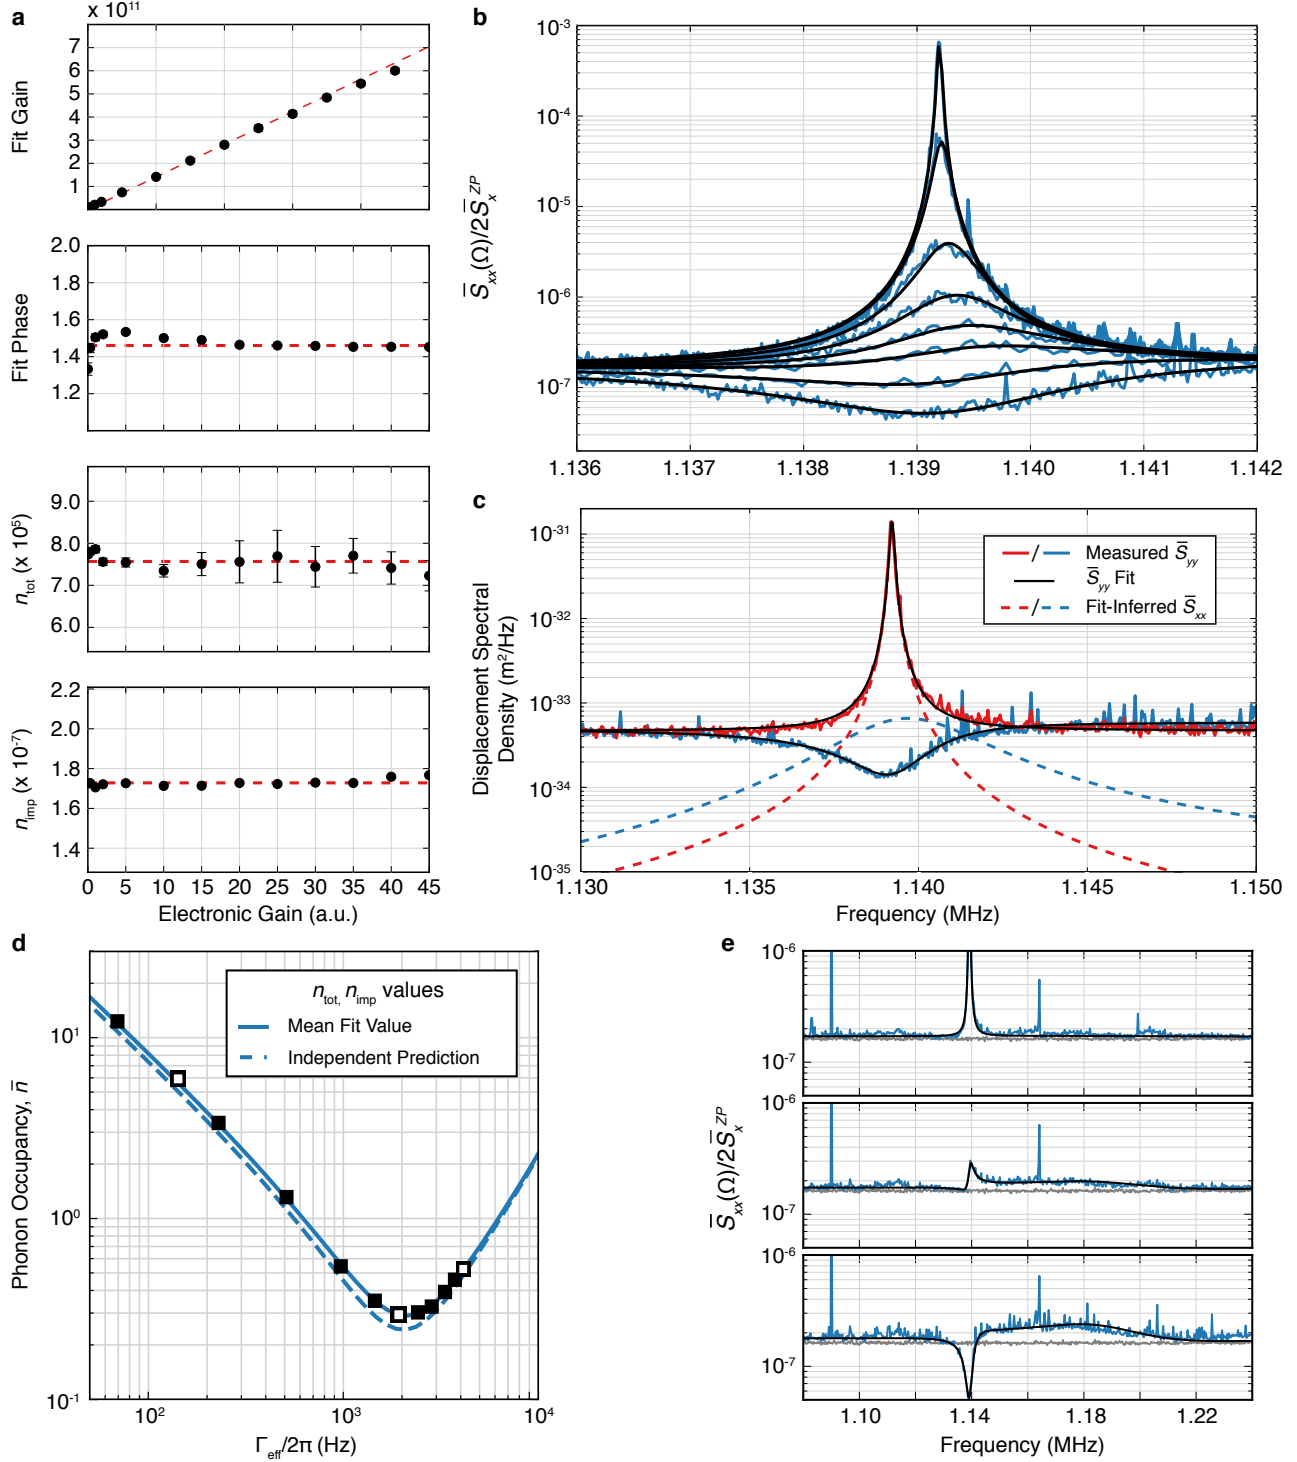 a
x 10¹¹
7
6
5
4
3
2
1
Fit Gain
2.0
1.8
1.6
1.4
1.2
Fit Phase
9.0
8.0
7.0
6.0
n_tot (x 10⁵)
2.2
2.0
1.8
1.6
1.4
n_imp (x 10⁻⁷)
0 5 10 15 20 25 30 35 40 45
Electronic Gain (a.u.)
b
10⁻³
10⁻⁴
10⁻⁵
10⁻⁶
10⁻⁷
S̅_xx(Ω)/2S̅_x^ZP
1.136 1.137 1.138 1.139 1.140 1.141 1.142
c
10⁻³¹
10⁻³²
10⁻³³
10⁻³⁴
10⁻³⁵
Displacement Spectral
Density (m²/Hz)
/ Measured S̅_yy
S̅_yy Fit
/ Fit-Inferred S̅_xx
1.130 1.135 1.140 1.145 1.150
Frequency (MHz)
d
n_tot, n_imp values
Mean Fit Value
Independent Prediction
10¹
10⁰
10⁻¹
Phonon Occupancy, n̅
10² 10³ 10⁴
Γ_eff/2π (Hz)
e
10⁻⁶
10⁻⁷
10⁻⁶
10⁻⁷
10⁻⁶
10⁻⁷
S̅_xx(Ω)/2S̅_x^ZP
1.10 1.14 1.18 1.22
Frequency (MHz)